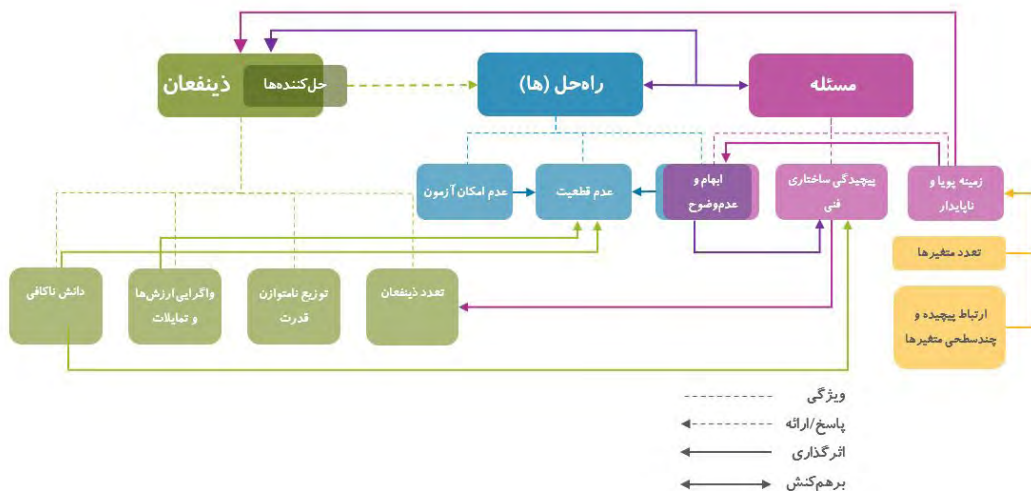 مسئله
راه‌حل (ها)
ذینفعان
حل‌کننده‌ها
زمینه پویا و
ناپایدار
پیچیدگی ساختاری
فنی
ابهام و
عدم‌وضوح
عدم قطعیت
عدم امکان آزمون
تعدد متغیرها
ارتباط پیچیده و
چندسطحی متغیرها
تعدد ذینفعان
توزیع نامتوازن
قدرت
واگرایی ارزش‌ها
و تمایلات
دانش ناکافی
ویژگی
پاسخ/ارائه
اثرگذاری
برهم‌کنش